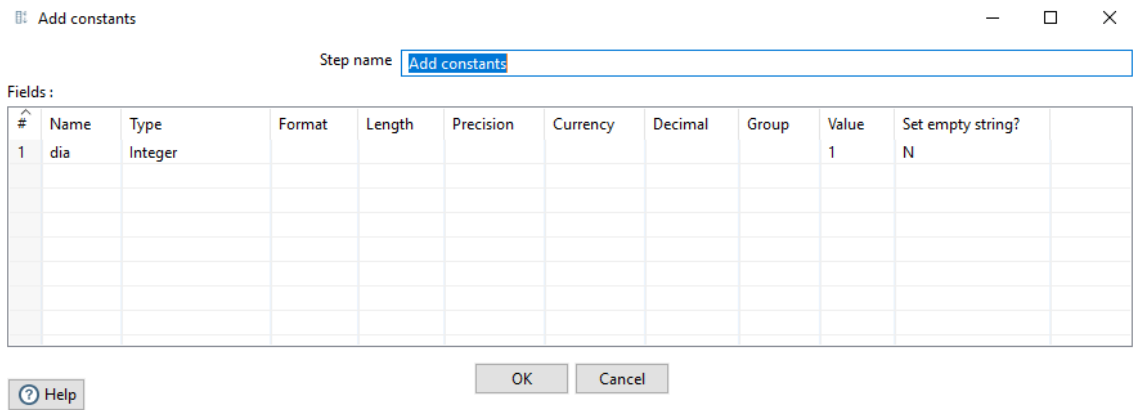 Add constants
Step name Add constants
Fields :
# Name Type Format Length Precision Currency Decimal Group Value Set empty string?
1 dia Integer 1 N
OK Cancel
Help